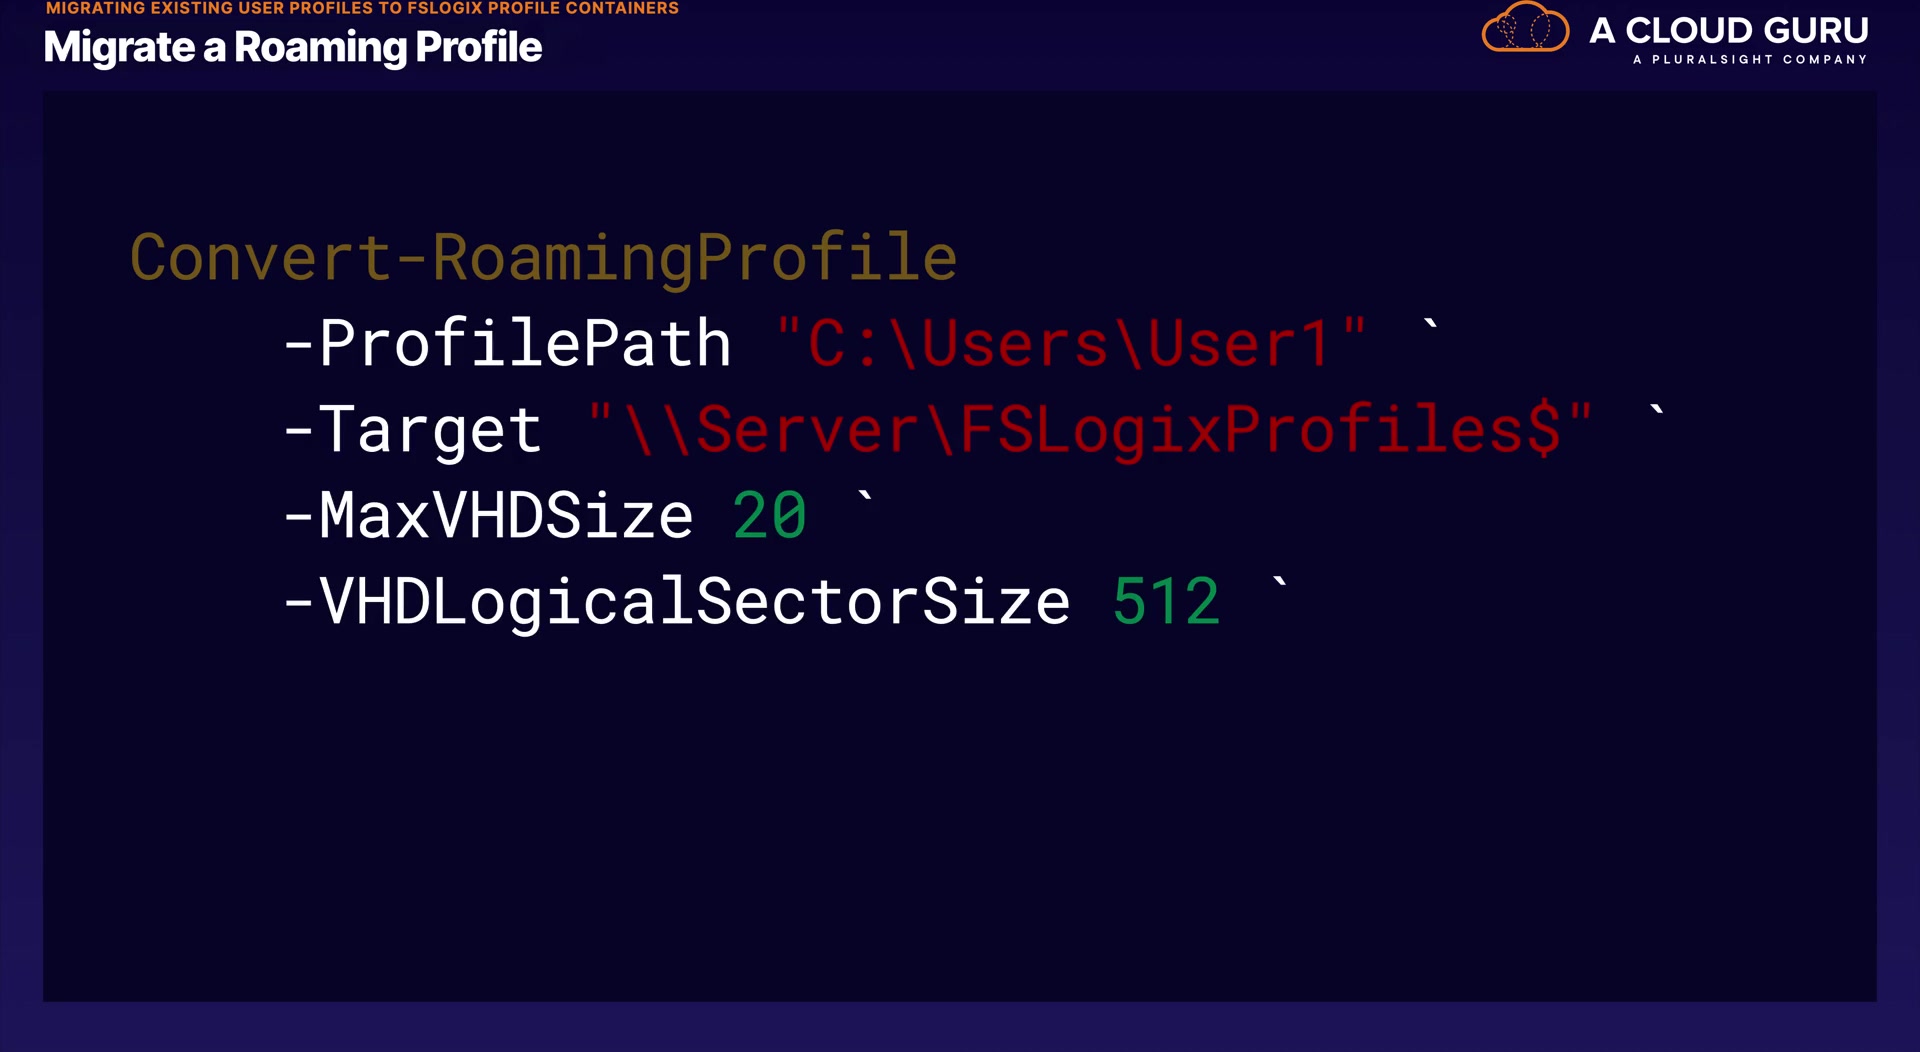 MIGRATING EXISTING USER PROFILES TO FSLOGIX PROFILE CONTAINERS
Migrate a Roaming Profile
A CLOUD GURU
A PLURALSIGHT COMPANY
Convert-RoamingProfile
-ProfilePath "C:\Users\User1" `
-Target "\\Server\FSLogixProfiles$" `
-MaxVHDSize 20 `
-VHDLogicalSectorSize 512 `